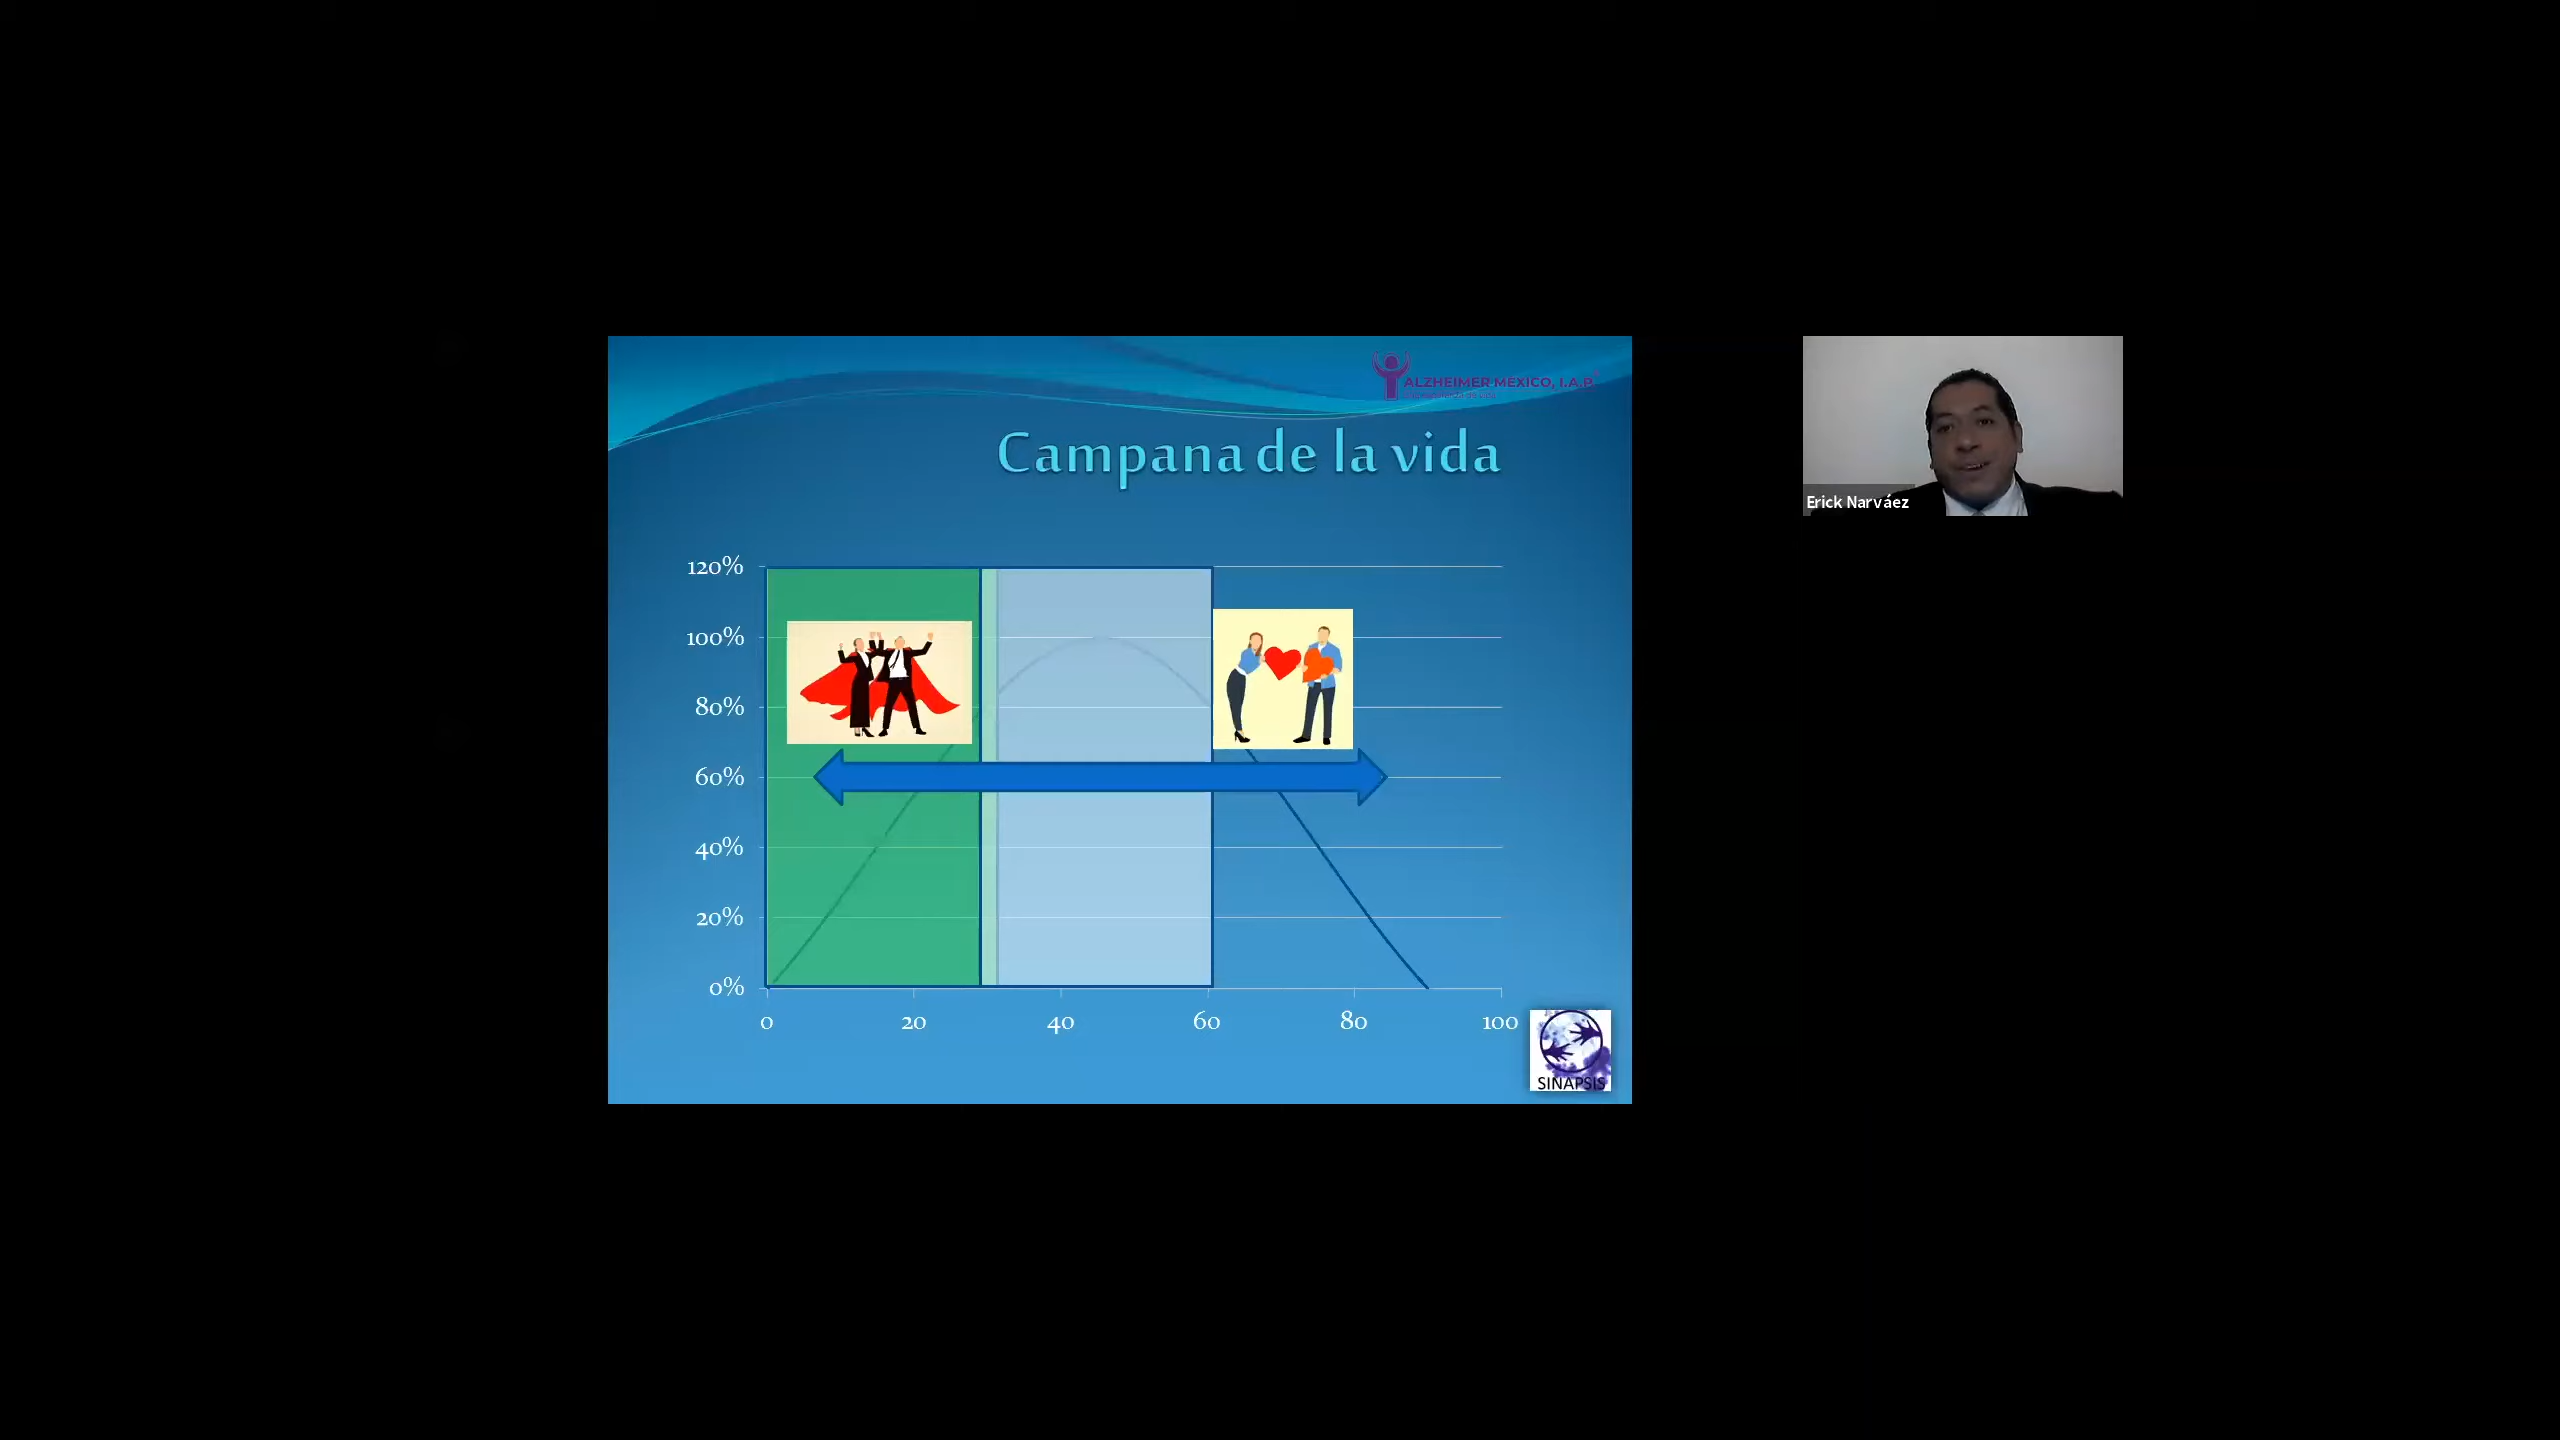 ALZHEIMER MÉXICO, I.A.P.
Campana de la vida
120%
100%
80%
60%
40%
20%
0%
0 20 40 60 80 100
SINAPSIS
Erick Narváez